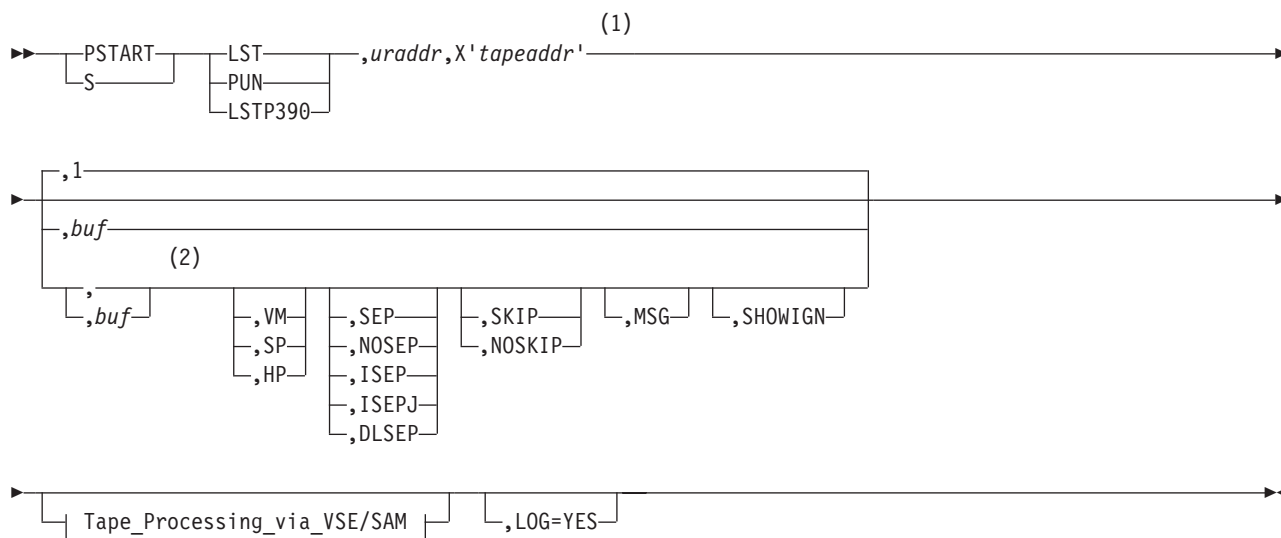 (1)
PSTART LST ,uraddr,X'tapeaddr'
S PUN
LSTP390
,1
,buf
(2)
,
,buf ,VM ,SEP ,SKIP ,MSG ,SHOWIGN
,SP ,NOSEP ,NOSKIP
,HP ,ISEP
,ISEPJ
,DLSEP
Tape_Processing_via_VSE/SAM ,LOG=YES